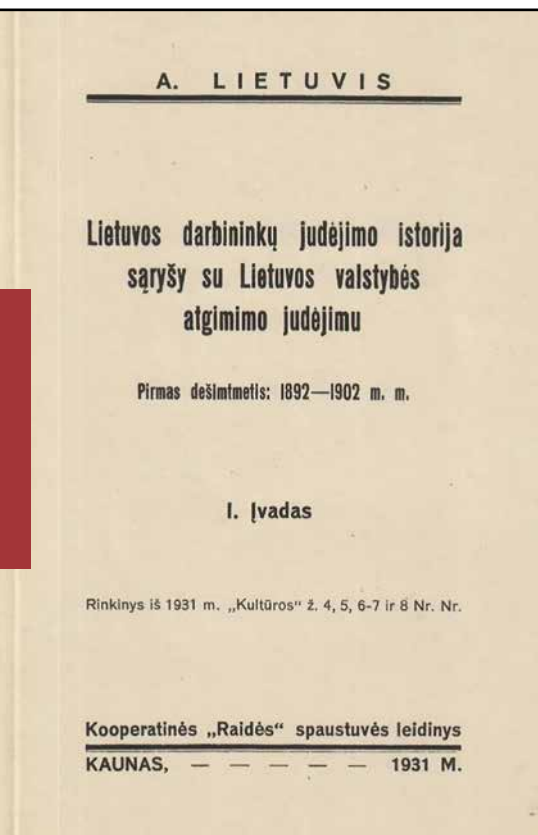 A. LIETUVIS
Lietuvos darbininkų judėjimo istorija
sąryšy su Lietuvos valstybės
atgimimo judėjimu
Pirmas dešimtmetis: 1892—1902 m. m.
I. Įvadas
Rinkinys iš 1931 m. „Kultūros“ ž. 4, 5, 6-7 ir 8 Nr. Nr.
Kooperatinės „Raidės“ spaustuvės leidinys
KAUNAS, — — — — — 1931 M.